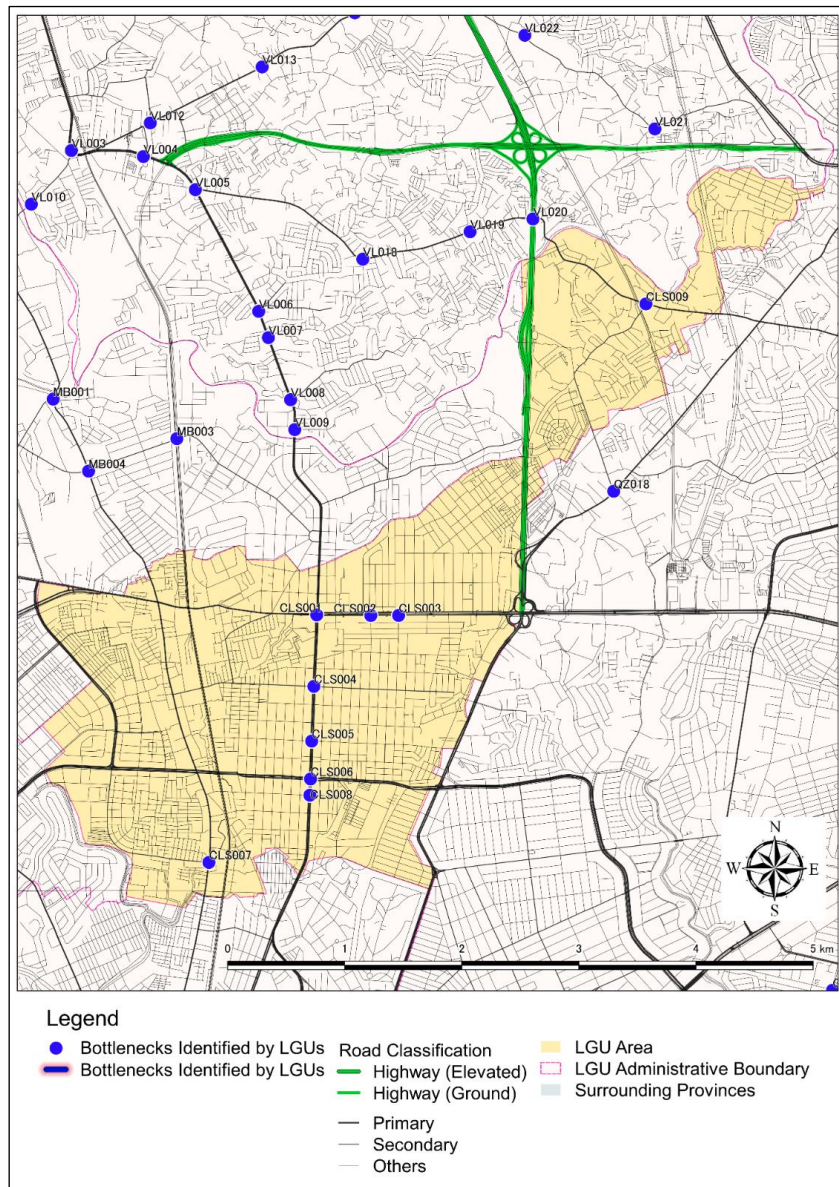 VL022
VL013
VL012
VL021
VL003
VL004
VL005
VL010
VL020
VL019
VL018
CLS009
VL006
VL007
VL008
MB001
VL009
MB003
MB004
QZ018
CLS001
CLS002
CLS003
CLS004
CLS005
CLS006
CLS008
CLS007
N
W
E
S
0
1
2
3
4
5 km
Legend
Bottlenecks Identified by LGUs
Bottlenecks Identified by LGUs
Road Classification
Highway (Elevated)
Highway (Ground)
Primary
Secondary
Others
LGU Area
LGU Administrative Boundary
Surrounding Provinces